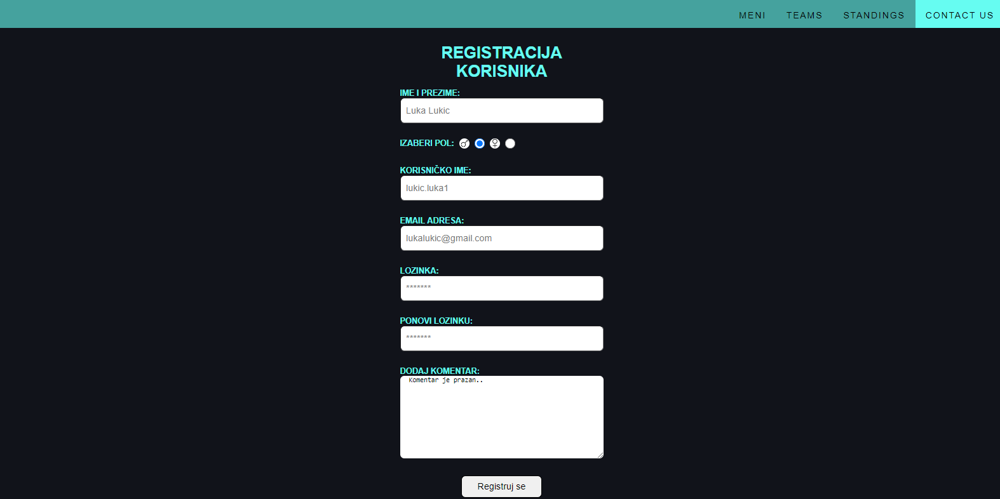 MENI TEAMS STANDINGS CONTACT US
REGISTRACIJA
KORISNIKA
IME I PREZIME:
Luka Lukic
IZABERI POL:
KORISNIČKO IME:
lukic.luka1
EMAIL ADRESA:
lukalukic@gmail.com
LOZINKA:
*******
PONOVI LOZINKU:
*******
DODAJ KOMENTAR:
Komentar je prazan..
Registruj se